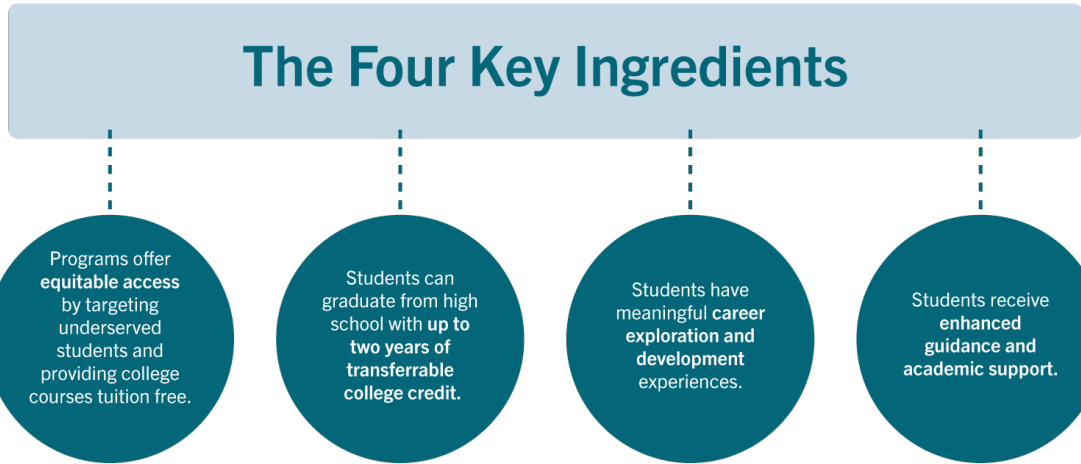 The Four Key Ingredients
Programs offer
equitable access
by targeting
underserved
students and
providing college
courses tuition free.
Students can
graduate from high
school with up to
two years of
transferrable
college credit.
Students have
meaningful career
exploration and
development
experiences.
Students receive
enhanced
guidance and
academic support.